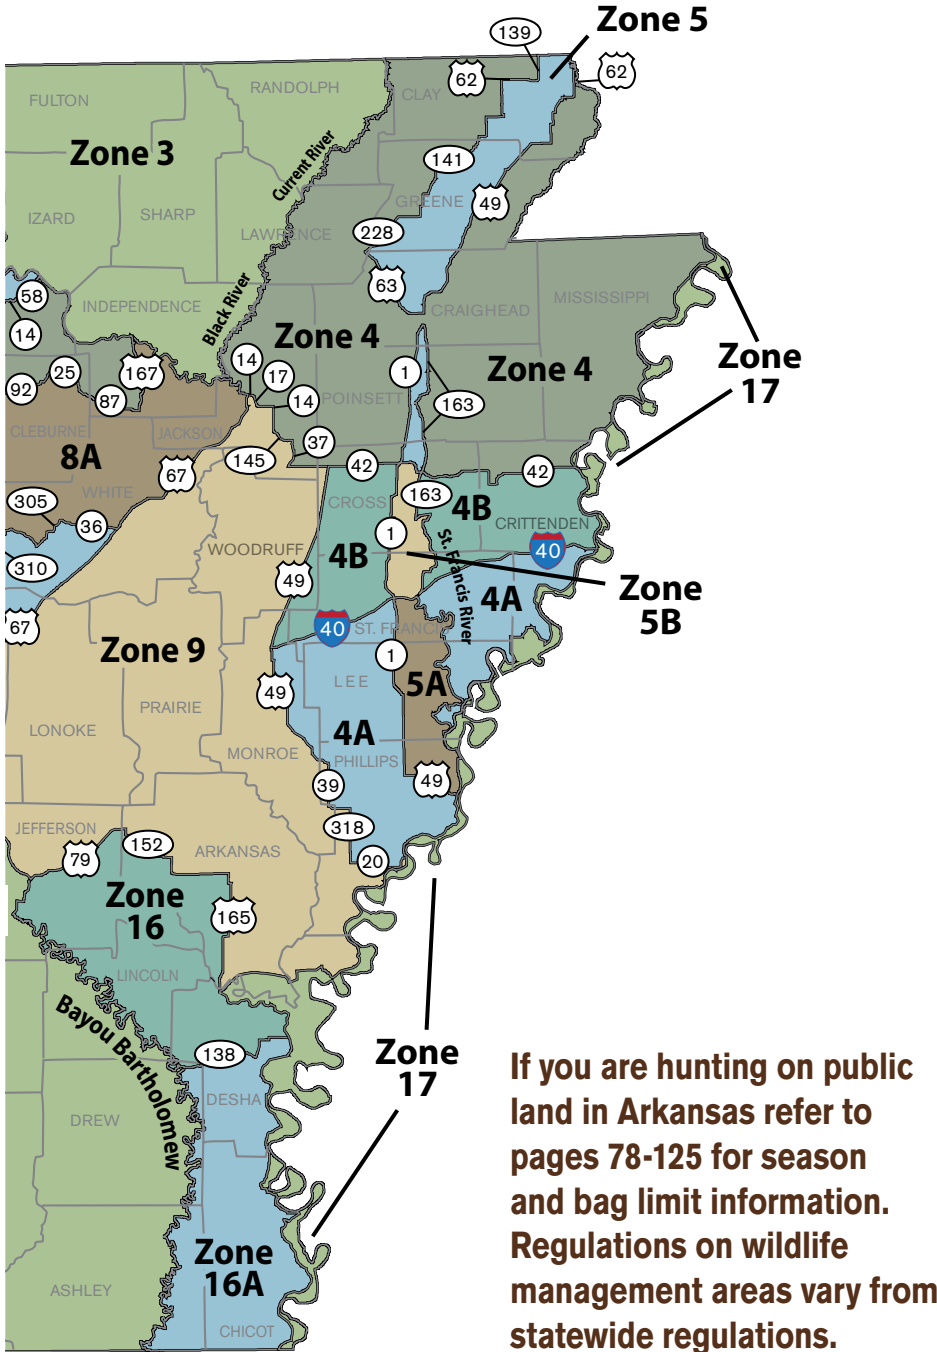 139
Zone 5
62
62
FULTON
RANDOLPH
CLAY
Zone 3
Current River
141
IZARD
SHARP
GREENE
49
LAWRENCE
228
58
INDEPENDENCE
Black River
63
CRAIGHEAD
MISSISSIPPI
14
Zone 4
Zone 4
Zone
17
92
25
167
14
17
1
87
14
POINSETT
163
CLEBURNE
JACKSON
8A
37
145
42
42
67
WHITE
305
CROSS
163
4B
CRITTENDEN
36
1
St. Francis River
40
310
WOODRUFF
4B
49
4A
Zone
5B
67
40
ST. FRANCIS
Zone 9
1
LEE
5A
49
PRAIRIE
LONOKE
4A
MONROE
PHILLIPS
39
49
JEFFERSON
318
152
79
ARKANSAS
20
Zone
16
165
LINCOLN
Bayou Bartholomew
138
Zone
17
DESHA
DREW
Zone
16A
ASHLEY
CHICOT
If you are hunting on public
land in Arkansas refer to
pages 78-125 for season
and bag limit information.
Regulations on wildlife
management areas vary from
statewide regulations.